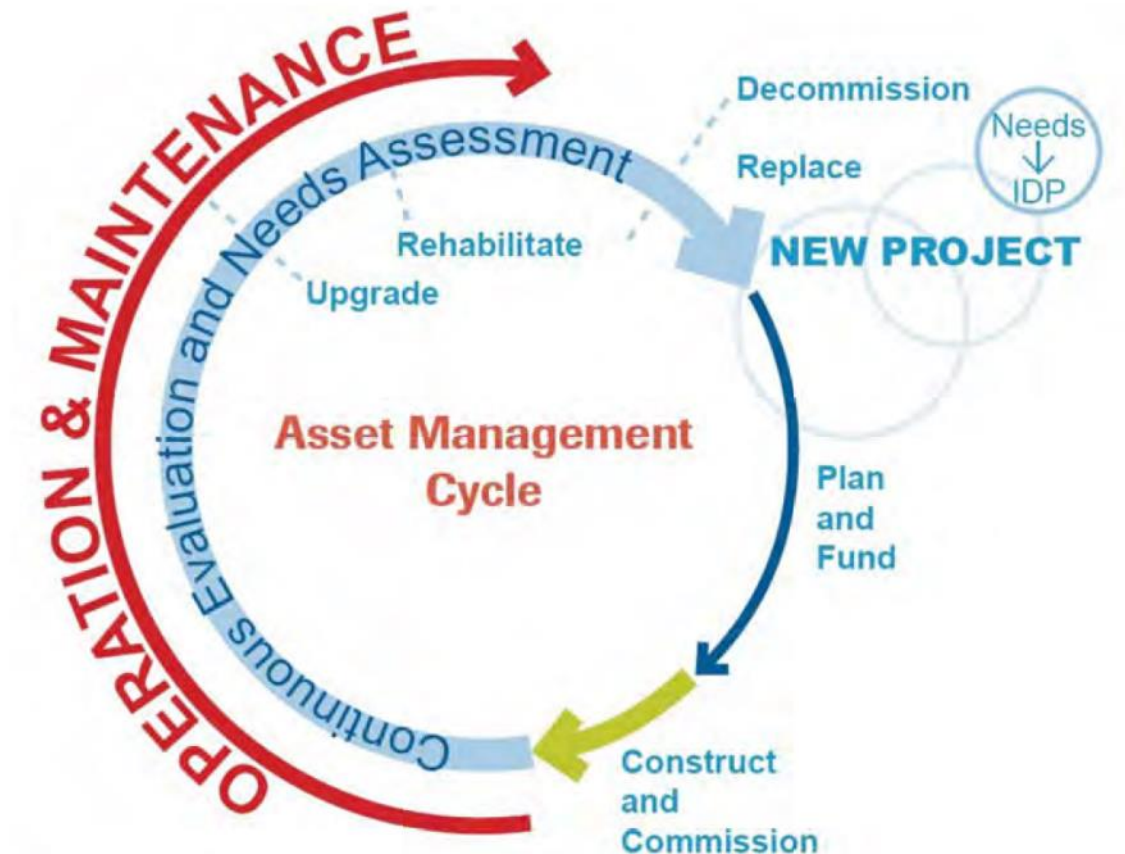 OPERATION & MAINTENANCE
Continuous Evaluation and Needs Assessment
Decommission
Replace
Needs
IDP
NEW PROJECT
Rehabilitate
Upgrade
Asset Management
Cycle
Plan
and
Fund
Construct
and
Commission